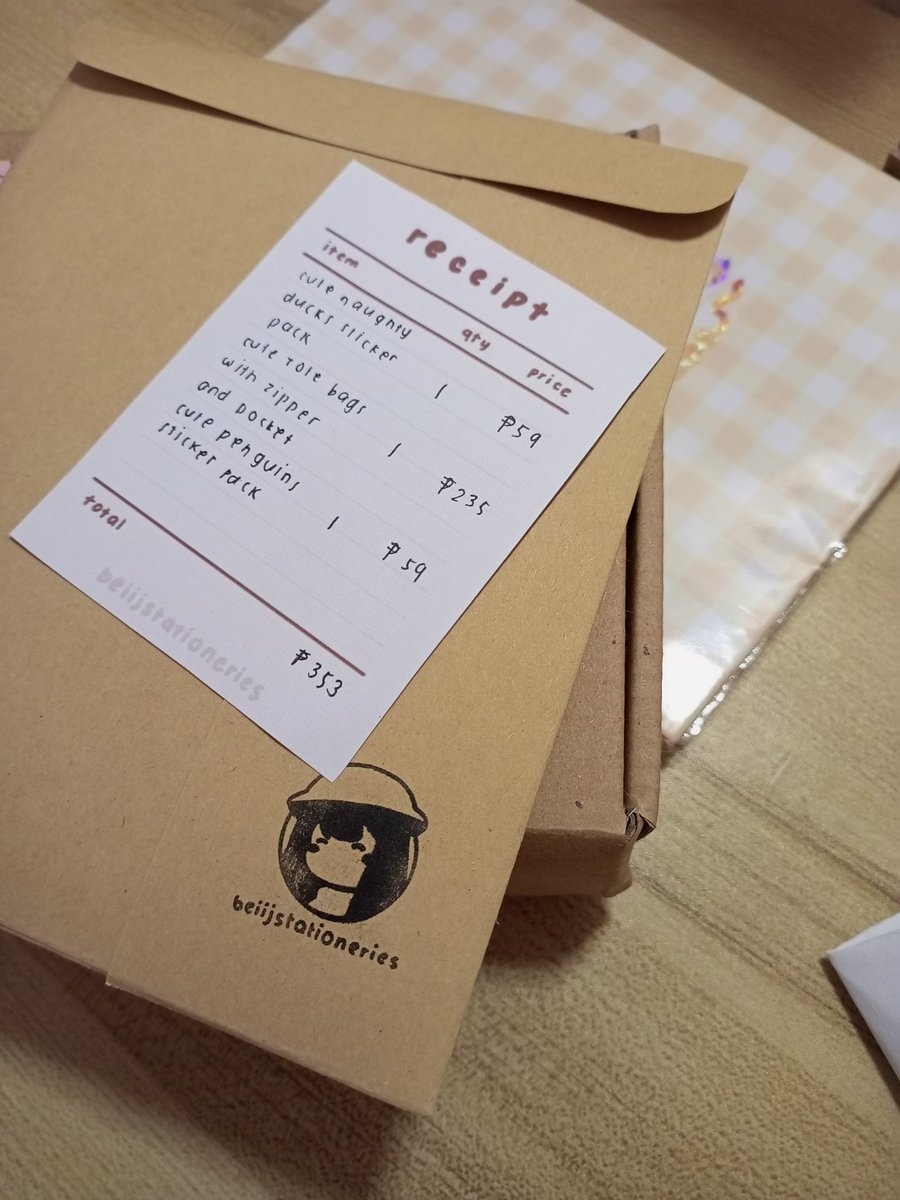 receipt
item qty price
cute naughty
ducks sticker
pack 1 ₱59
cute tote bags
with zipper
and pocket 1 ₱235
cute penguins
sticker pack 1 ₱59
total ₱353
beiijstationeries
beiijstationeries